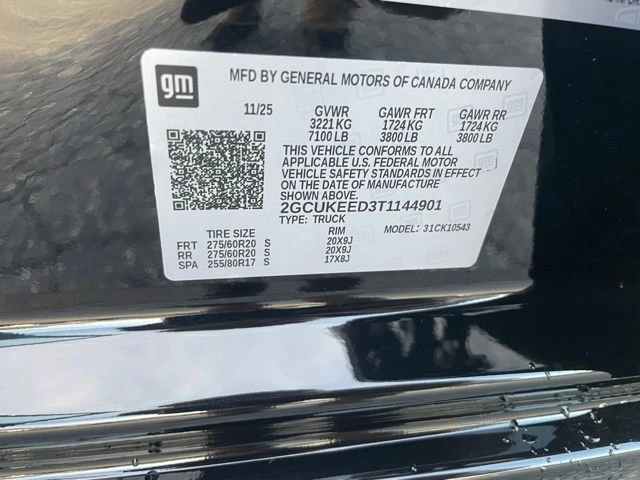 gm
MFD BY GENERAL MOTORS OF CANADA COMPANY
11/25 GVWR GAWR FRT GAWR RR
3221 KG 1724 KG 1724 KG
7100 LB 3800 LB 3800 LB
THIS VEHICLE CONFORMS TO ALL
APPLICABLE U.S. FEDERAL MOTOR
VEHICLE SAFETY STANDARDS IN EFFECT
ON THE DATE OF MANUFACTURE
SHOWN ABOVE.
2GCUKEED3T1144901
TYPE: TRUCK
TIRE SIZE RIM MODEL: 31CK10543
FRT 275/60R20 S 20X9J
RR 275/60R20 S 20X9J
SPA 255/80R17 S 17X8J